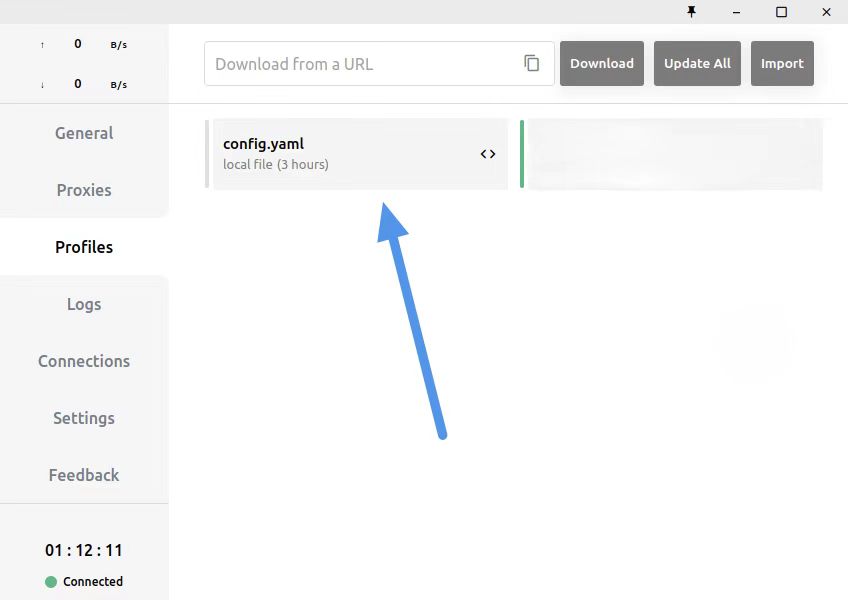 ↑ 0 B/s
↓ 0 B/s
General
Proxies
Profiles
Logs
Connections
Settings
Feedback
01 : 12 : 11
Connected
Download from a URL
Download
Update All
Import
config.yaml
local file (3 hours)